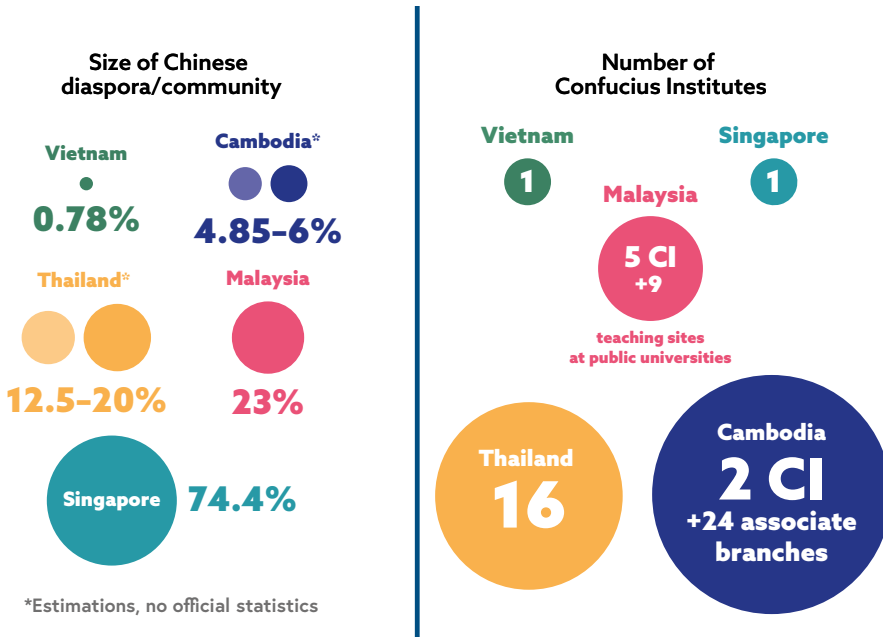 Size of Chinese
diaspora/community
Vietnam
0.78%
Cambodia*
4.85–6%
Thailand*
12.5–20%
Malaysia
23%
Singapore
74.4%
*Estimations, no official statistics
Number of
Confucius Institutes
Vietnam
1
Singapore
1
Malaysia
5 CI
+9
teaching sites
at public universities
Thailand
16
Cambodia
2 CI
+24 associate
branches